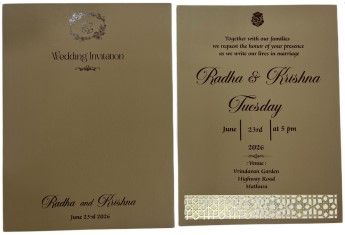 Wedding Invitation
Radha and Krishna
June 23rd 2026
Together with our families
we request the honor of your presence
as we write our lives in marriage
Radha & Krishna
Tuesday
June | 23rd | at 5 pm
2026
: Venue :
Vrindanan Garden
Highway Road
Mathura